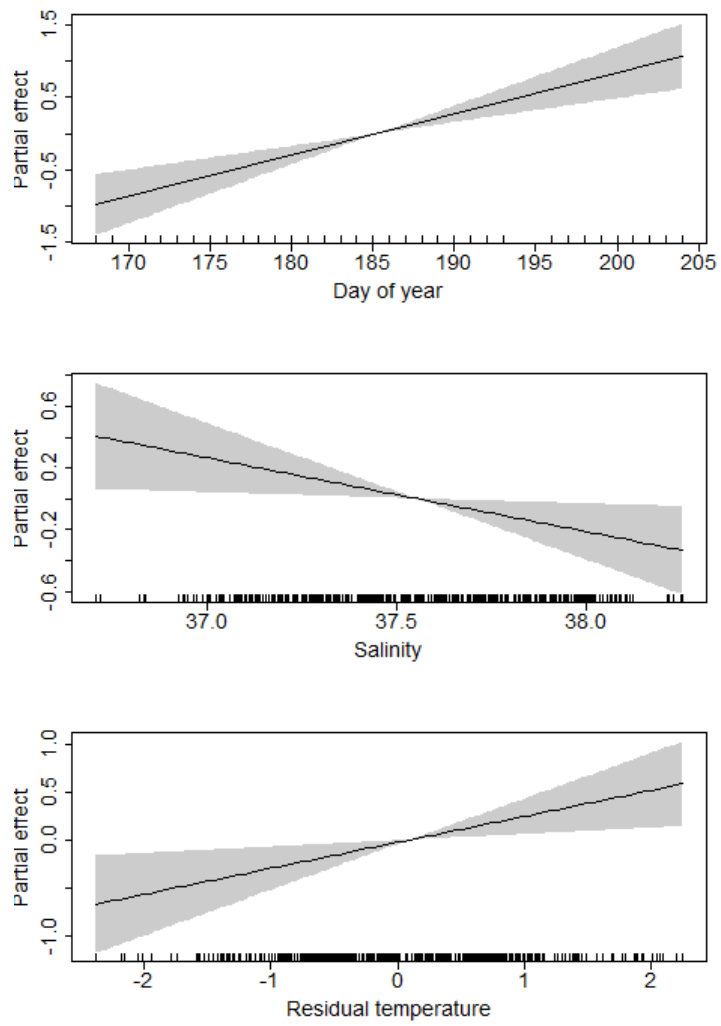 Partial effect
1.5
0.5
-0.5
-1.5
170 175 180 185 190 195 200 205
Day of year
Partial effect
0.6
0.2
-0.2
-0.6
37.0 37.5 38.0
Salinity
Partial effect
1.0
0.5
0.0
-1.0
-2 -1 0 1 2
Residual temperature